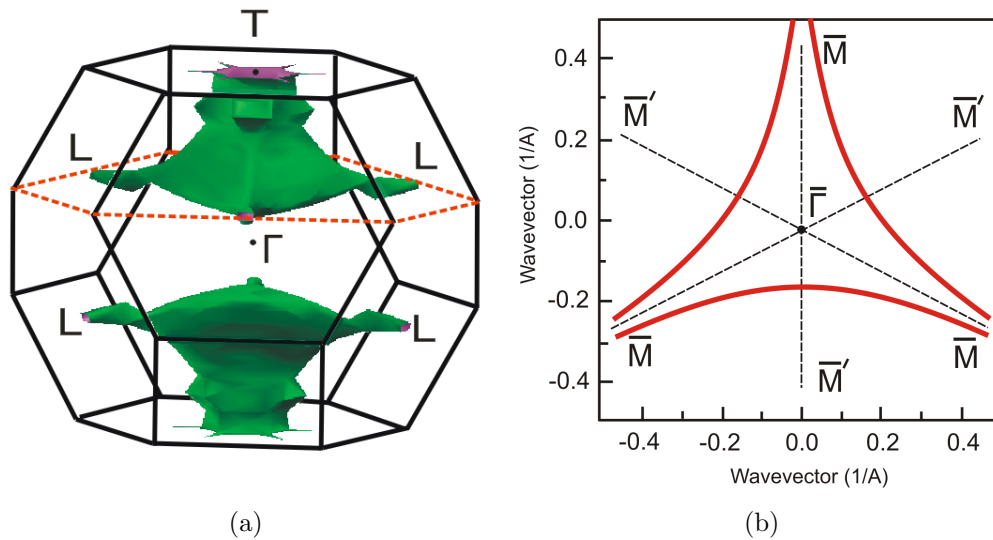 T
L
L
Γ
L
L
(a)
Wavevector (1/A)
0.4
0.2
0.0
-0.2
-0.4
M̅
M̅′
M̅′
Γ̅
M̅
M̅
M̅′
-0.4
-0.2
0.0
0.2
0.4
Wavevector (1/A)
(b)